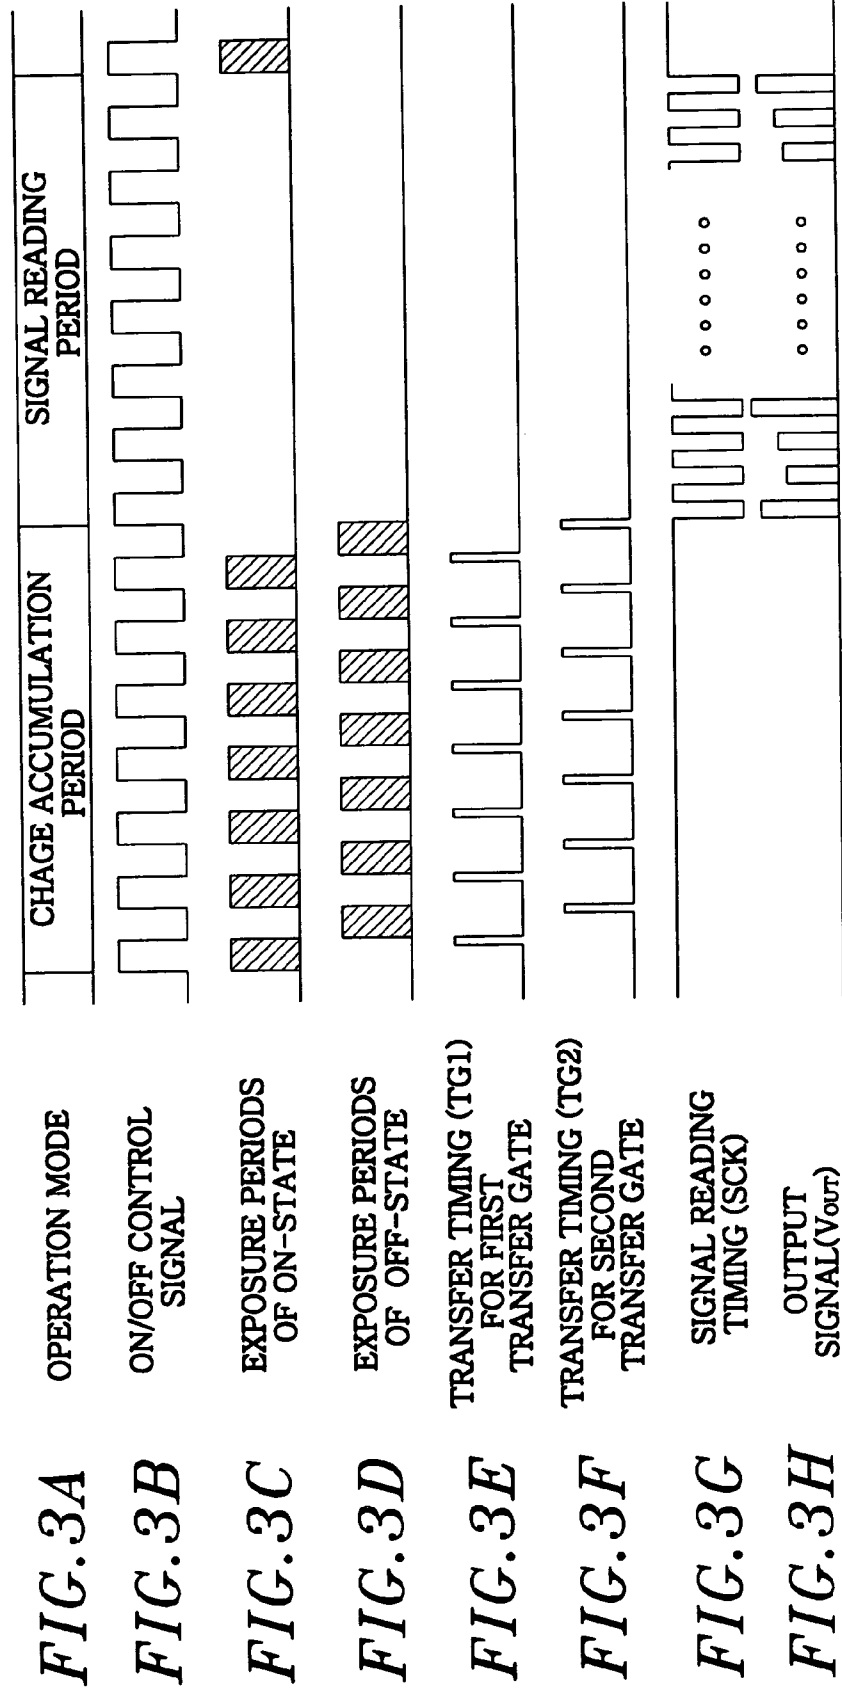 FIG.3A
OPERATION MODE
CHAGE ACCUMULATION
PERIOD
SIGNAL READING
PERIOD
FIG.3B
ON/OFF CONTROL
SIGNAL
FIG.3C
EXPOSURE PERIODS
OF ON-STATE
FIG.3D
EXPOSURE PERIODS
OF OFF-STATE
FIG.3E
TRANSFER TIMING (TG1)
FOR FIRST
TRANSFER GATE
FIG.3F
TRANSFER TIMING (TG2)
FOR SECOND
TRANSFER GATE
FIG.3G
SIGNAL READING
TIMING (SCK)
FIG.3H
OUTPUT
SIGNAL(VOUT)